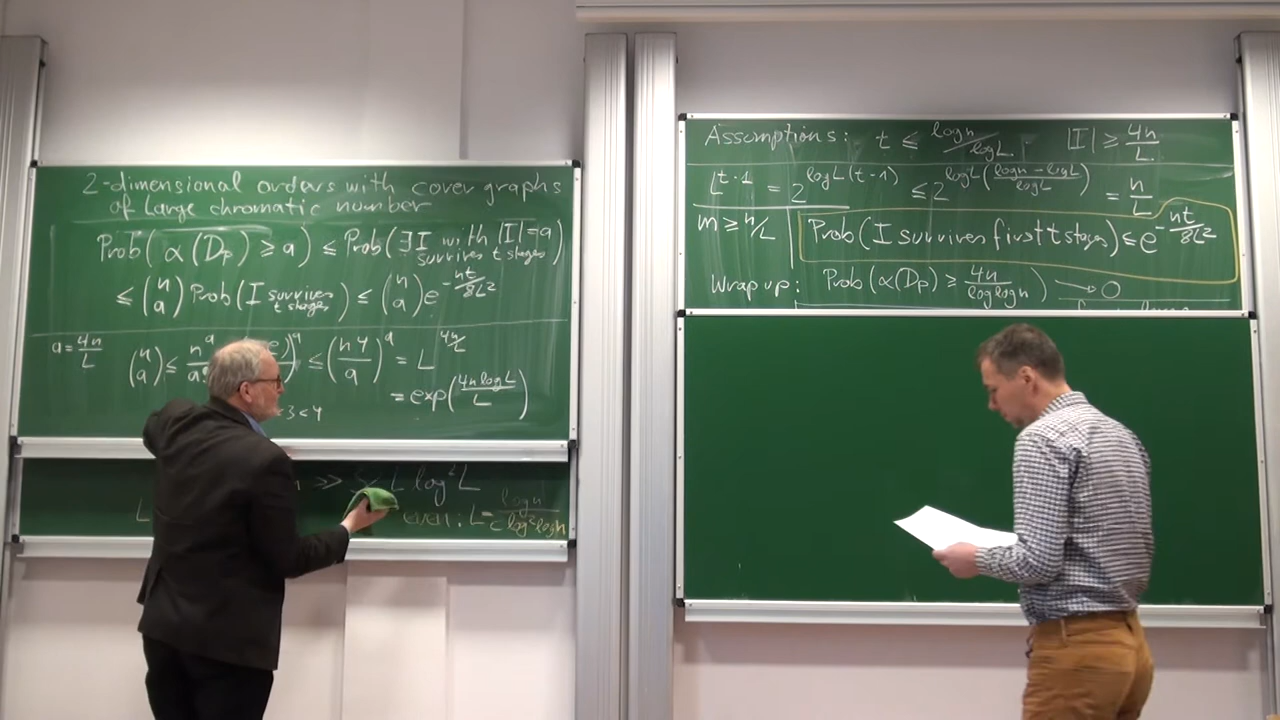 2-dimensional orders with cover graphs
of large chromatic number
Prob(α(D_p) ≥ a) ≤ Prob(∃ I with |I|=a survives t stages)
≤ (n a) Prob(I survives t stages) ≤ (n a) e^{-nt/8L²}
a = 4n/L
(n a) ≤ n^a
≤ (n4/a)^a = L^{4n/L}
= exp(4n log L/L)
<3<4
≫
L log² L
even: L = log n/c log² log n
Assumptions: t ≤ log n/log L |I| ≥ 4n/L
L^{t-1} = 2^{log L(t-1)} ≤ 2^{log L((log n - log L)/log L)} = n/L
m ≥ n/L
Prob(I survives first t stages) ≤ e^{-nt/8L²}
Wrap up: Prob(α(D_p) ≥ 4n/log log n) → 0